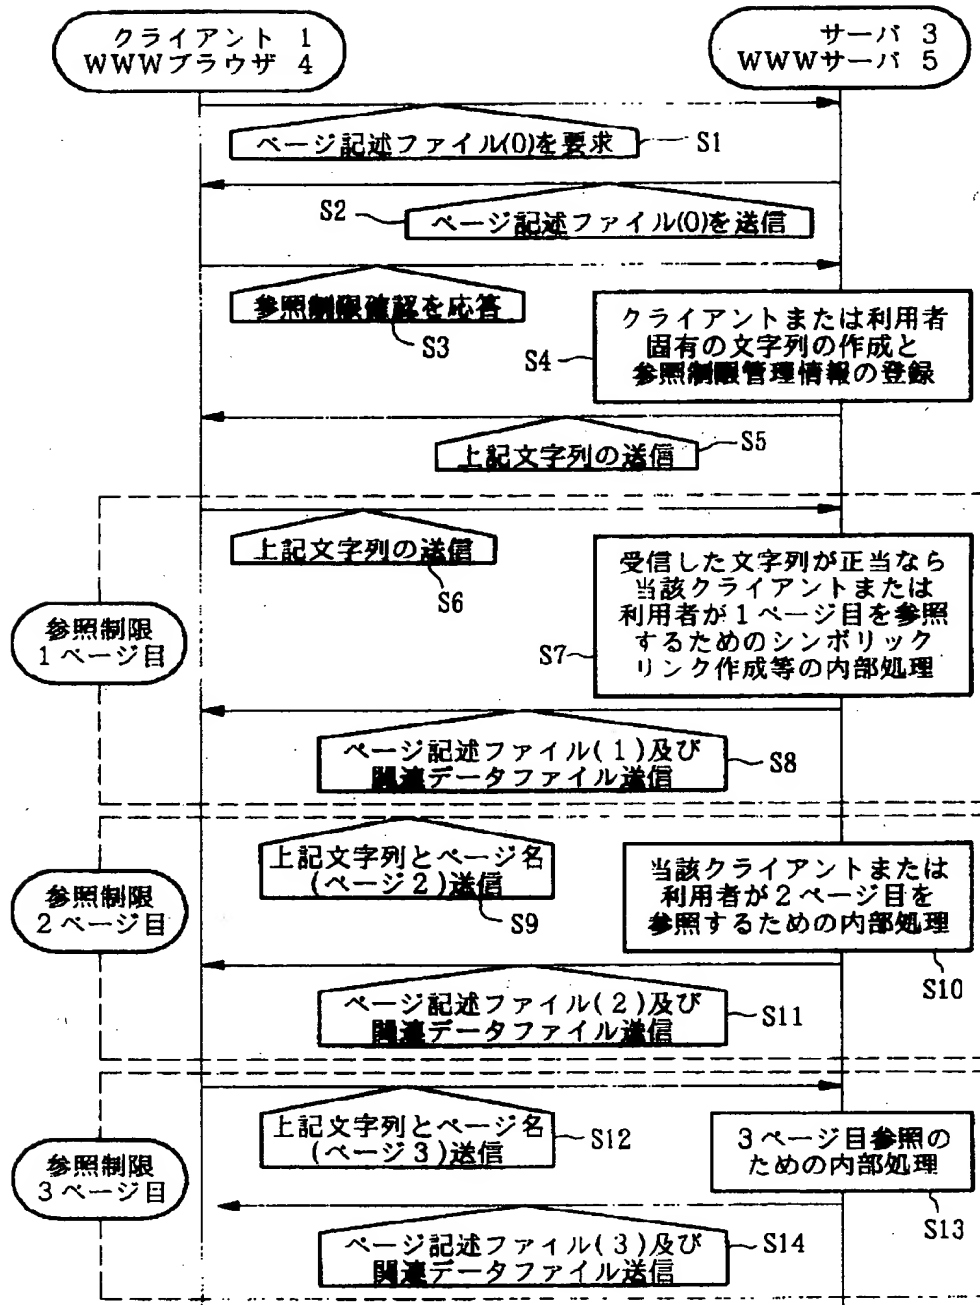 クライアント 1
WWWブラウザ 4
サーバ 3
WWWサーバ 5
ページ記述ファイル(0)を要求
S1
S2
ページ記述ファイル(0)を送信
参照制限確認を応答
S3
S4
クライアントまたは利用者
固有の文字列の作成と
参照制限管理情報の登録
上記文字列の送信
S5
上記文字列の送信
S6
参照制限
1ページ目
S7
受信した文字列が正当なら
当該クライアントまたは
利用者が1ページ目を参照
するためのシンボリック
リンク作成等の内部処理
ページ記述ファイル(1)及び
関連データファイル送信
S8
上記文字列とページ名
(ページ2)送信
S9
参照制限
2ページ目
当該クライアントまたは
利用者が2ページ目を
参照するための内部処理
S10
ページ記述ファイル(2)及び
関連データファイル送信
S11
上記文字列とページ名
(ページ3)送信
S12
参照制限
3ページ目
3ページ目参照の
ための内部処理
S13
ページ記述ファイル(3)及び
関連データファイル送信
S14